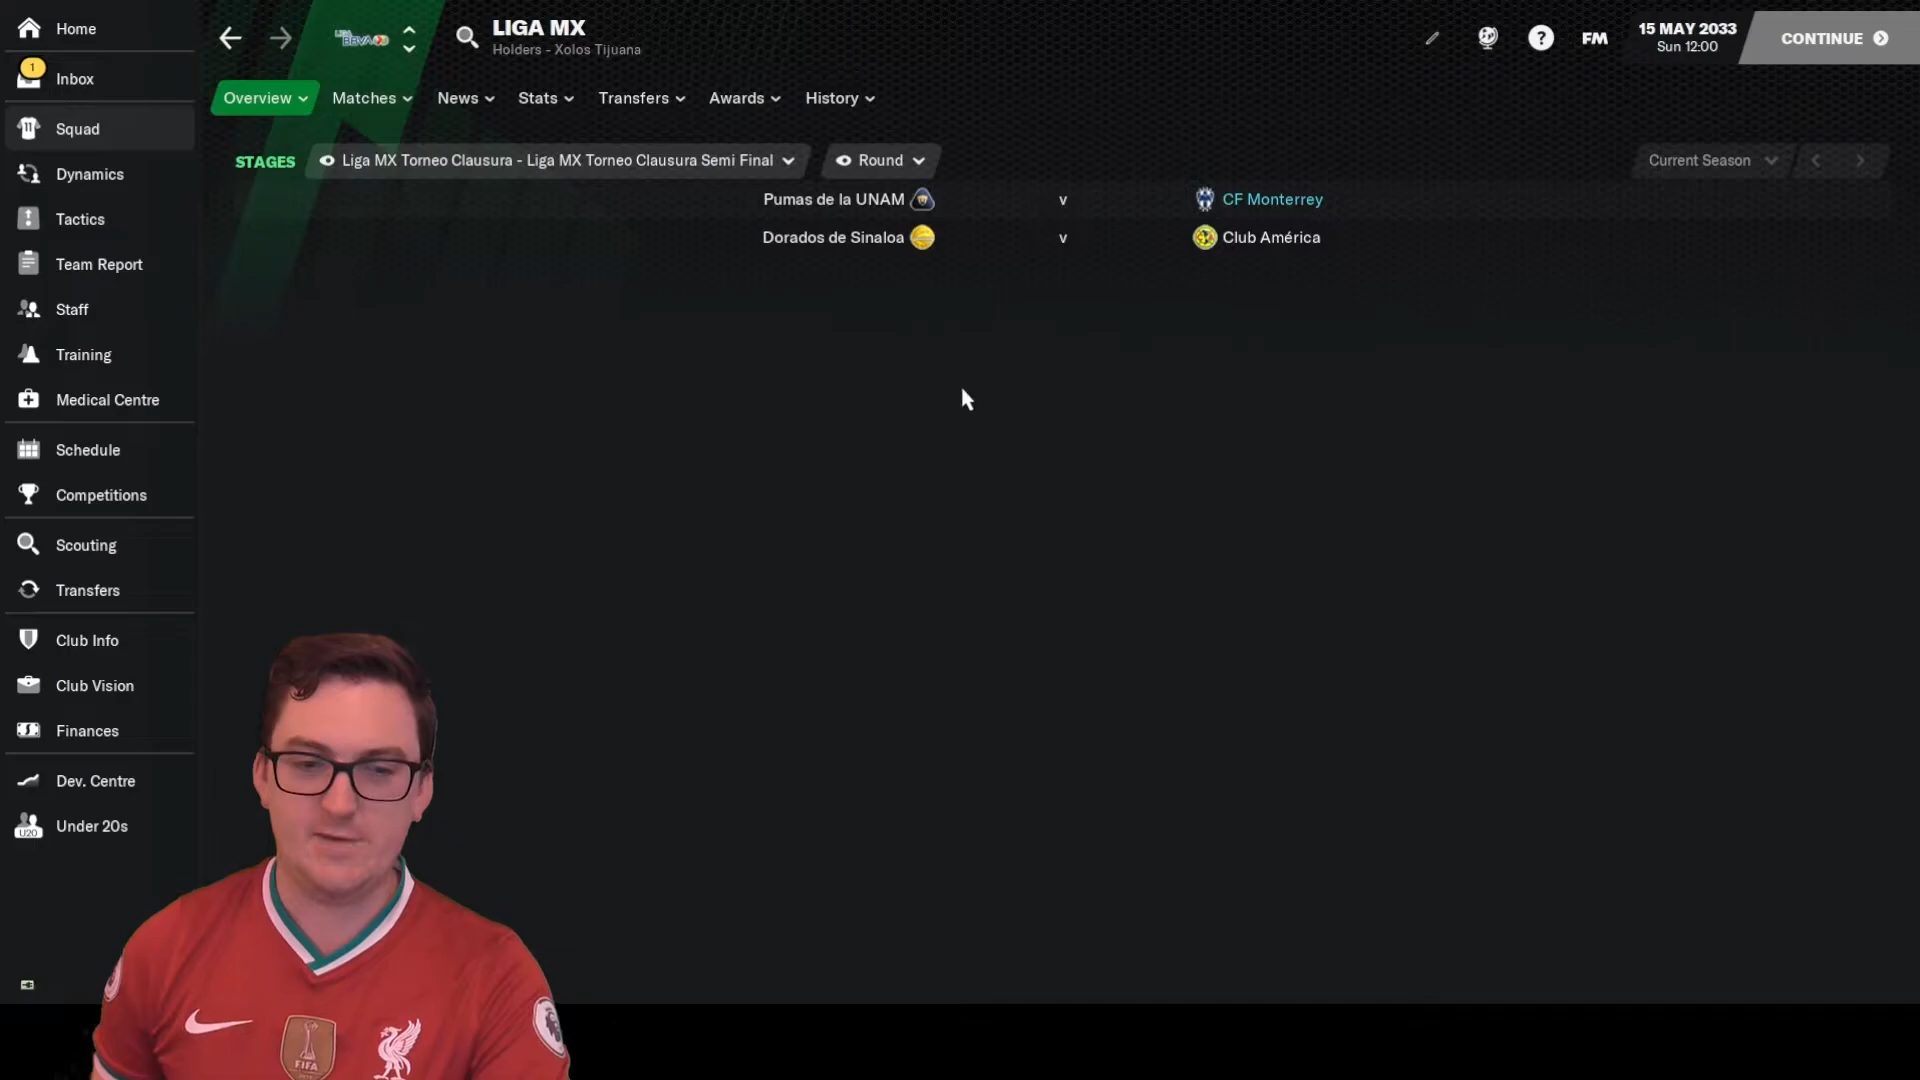 Home
Inbox
1
Squad
Dynamics
Tactics
Team Report
Staff
Training
Medical Centre
Schedule
Competitions
Scouting
Transfers
Club Info
Club Vision
Finances
Dev. Centre
Under 20s
U20
LIGA MX
Holders - Xolos Tijuana
FM
15 MAY 2033
Sun 12:00
CONTINUE
Overview
Matches
News
Stats
Transfers
Awards
History
STAGES
Liga MX Torneo Clausura - Liga MX Torneo Clausura Semi Final
Round
Current Season
Pumas de la UNAM v CF Monterrey
Dorados de Sinaloa v Club América
FIFA